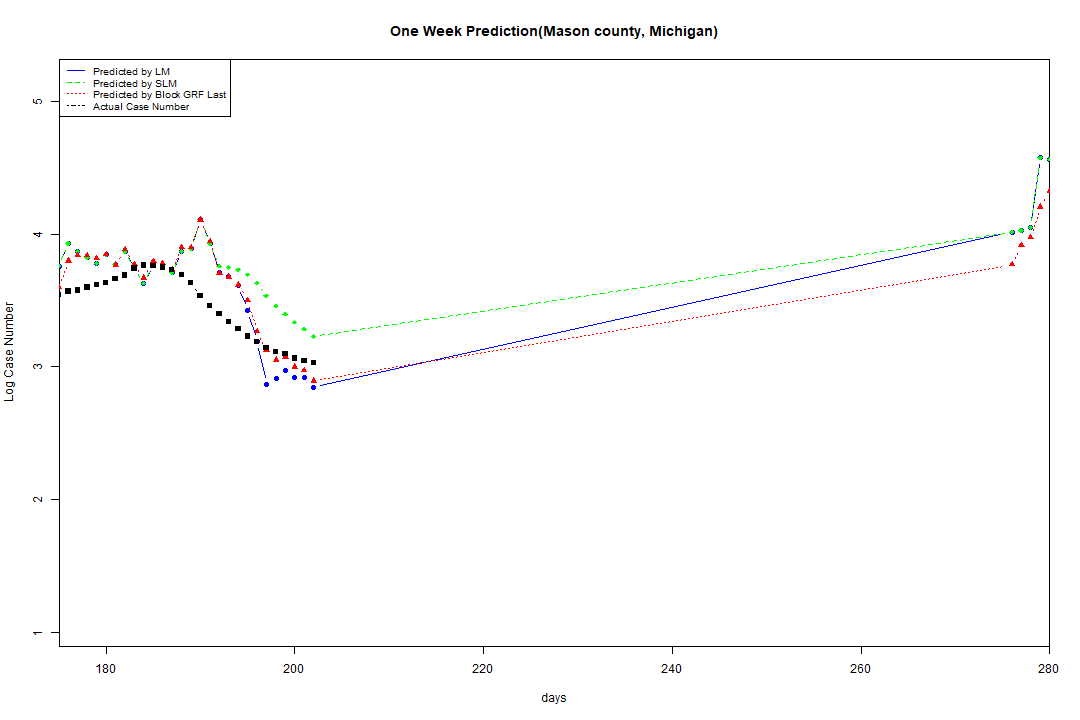 One Week Prediction(Mason county, Michigan)
Predicted by LM
Predicted by SLM
Predicted by Block GRF Last
Actual Case Number
5
4
3
2
1
Log Case Number
180 200 220 240 260 280
days